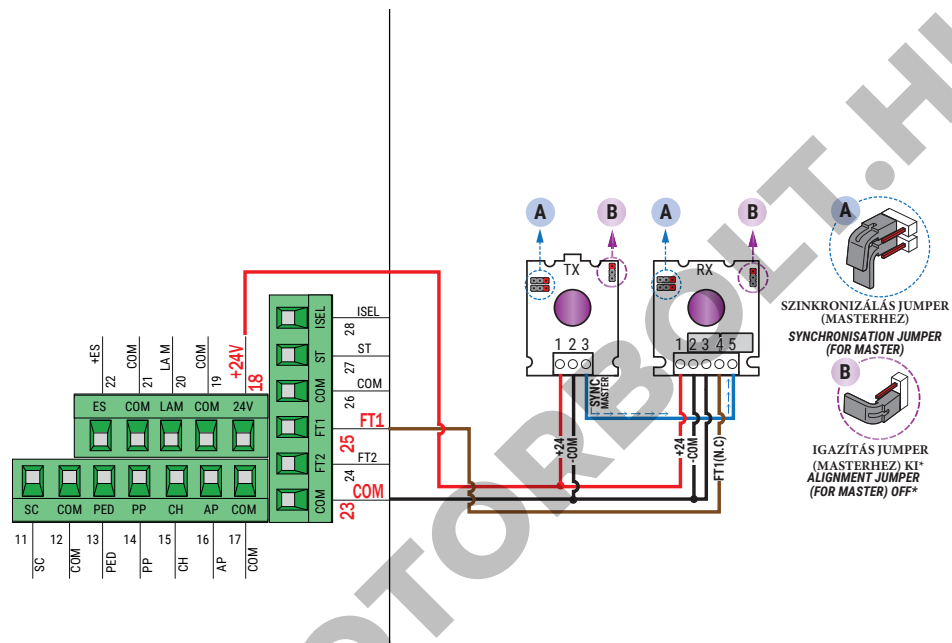 MOTORBOLT.HU
A
B
A
B
A
TX
RX
1 2 3
1 2 3 4 5
SYNC
MASTER
+24
-COM
+24
-COM
FT1(N.C)
SZINKRONIZÁLÁS JUMPER
(MASTERHEZ)
SYNCHRONISATION JUMPER
(FOR MASTER)
B
IGAZÍTÁS JUMPER
(MASTERHEZ) KI*
ALIGNMENT JUMPER
(FOR MASTER) OFF*
+ES
COM
LAM
COM
+24V
22
21
20
19
18
ES COM LAM COM 24V
ISEL
ISEL
28
ST
ST
27
COM
COM
26
FT1
FT1
25
FT2
FT2
24
COM
COM
23
SC COM PED PP CH AP COM
11 12 13 14 15 16 17
SC COM PED PP CH AP COM